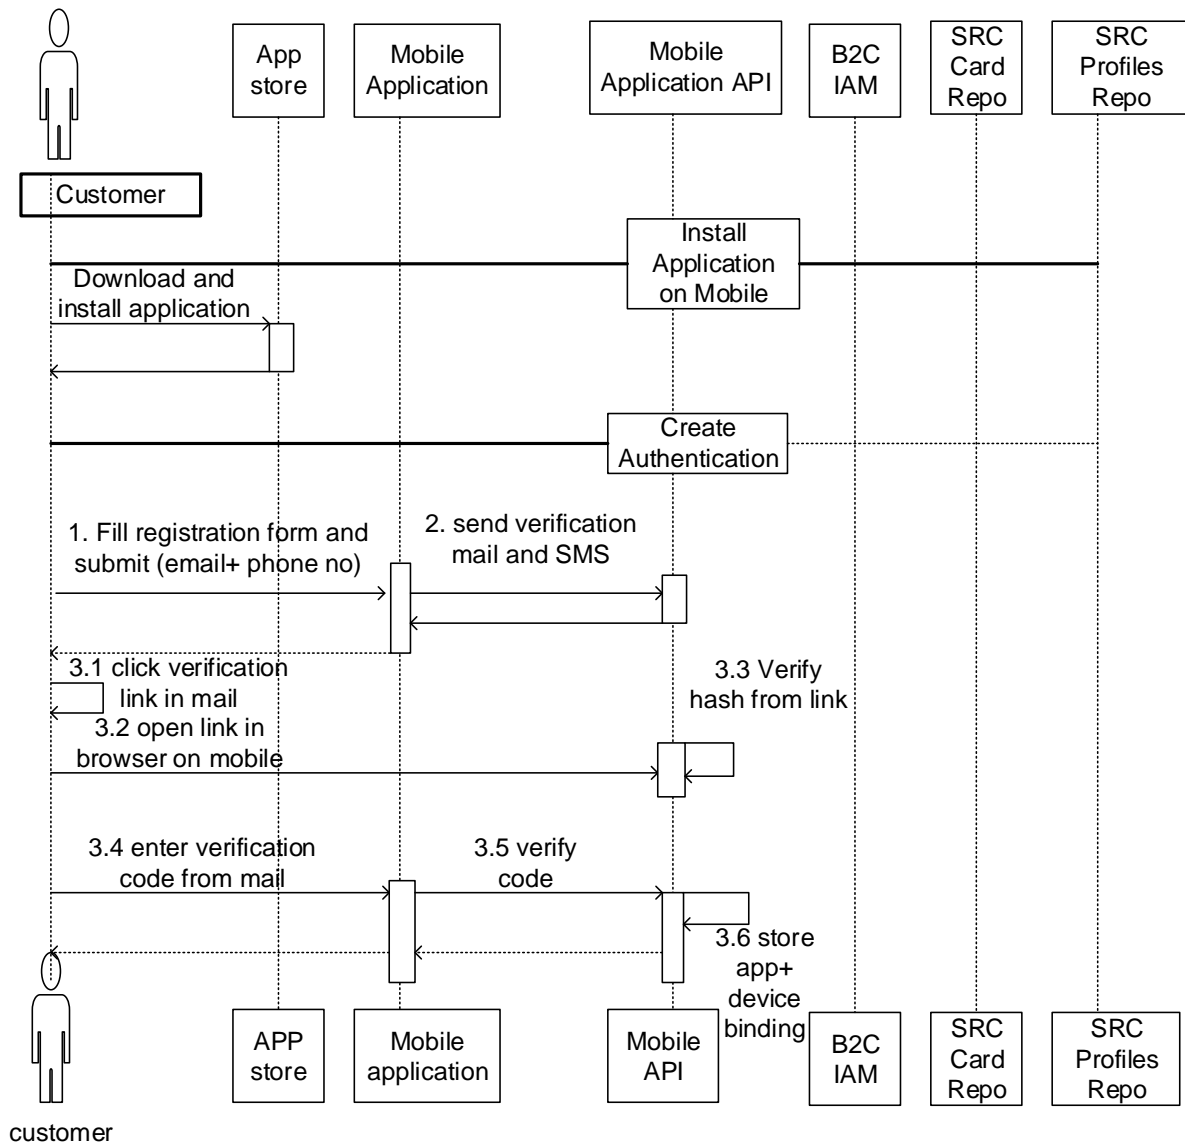 App
store
Mobile
Application
Mobile
Application API
B2C
IAM
SRC
Card
Repo
SRC
Profiles
Repo
Customer
Install
Application
on Mobile
Download and
install application
Create
Authentication
1. Fill registration form and
submit (email+ phone no)
2. send verification
mail and SMS
3.1 click verification
link in mail
3.3 Verify
hash from link
3.2 open link in
browser on mobile
3.4 enter verification
code from mail
3.5 verify
code
3.6 store
app+
device
binding
APP
store
Mobile
application
Mobile
API
B2C
IAM
SRC
Card
Repo
SRC
Profiles
Repo
customer